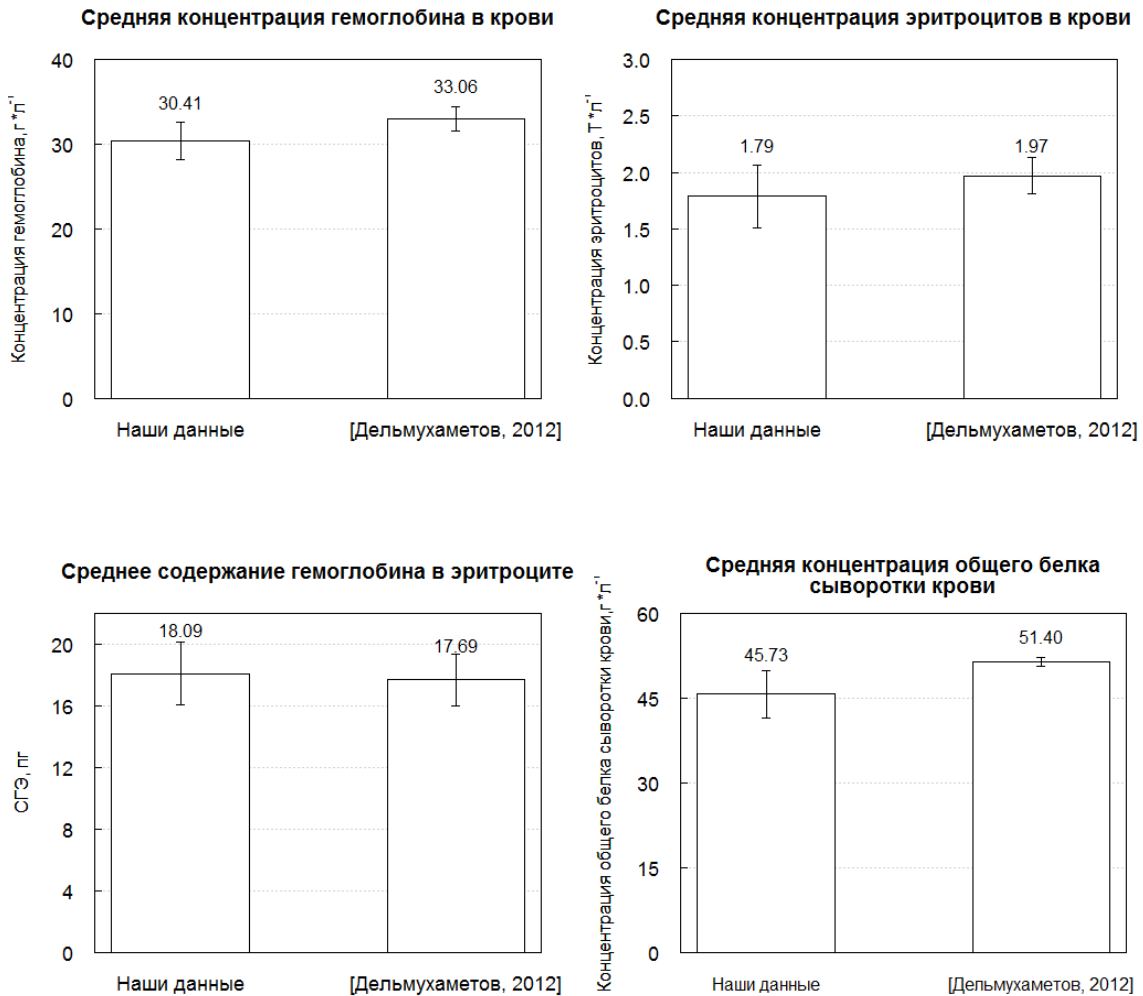 Средняя концентрация гемоглобина в крови
Концентрация гемоглобина, г *л⁻¹
40
30
20
10
0
30.41
33.06
Наши данные
[Дельмухаметов, 2012]
Средняя концентрация эритроцитов в крови
Концентрация эритроцитов, Т *л⁻¹
3.0
2.5
2.0
1.5
1.0
0.5
0.0
1.79
1.97
Наши данные
[Дельмухаметов, 2012]
Среднее содержание гемоглобина в эритроците
СГЭ, пг
20
16
12
8
4
0
18.09
17.69
Наши данные
[Дельмухаметов, 2012]
Средняя концентрация общего белка
сыворотки крови
Концентрация общего белка сыворотки крови,г *л⁻¹
60
45
30
15
0
45.73
51.40
Наши данные
[Дельмухаметов, 2012]